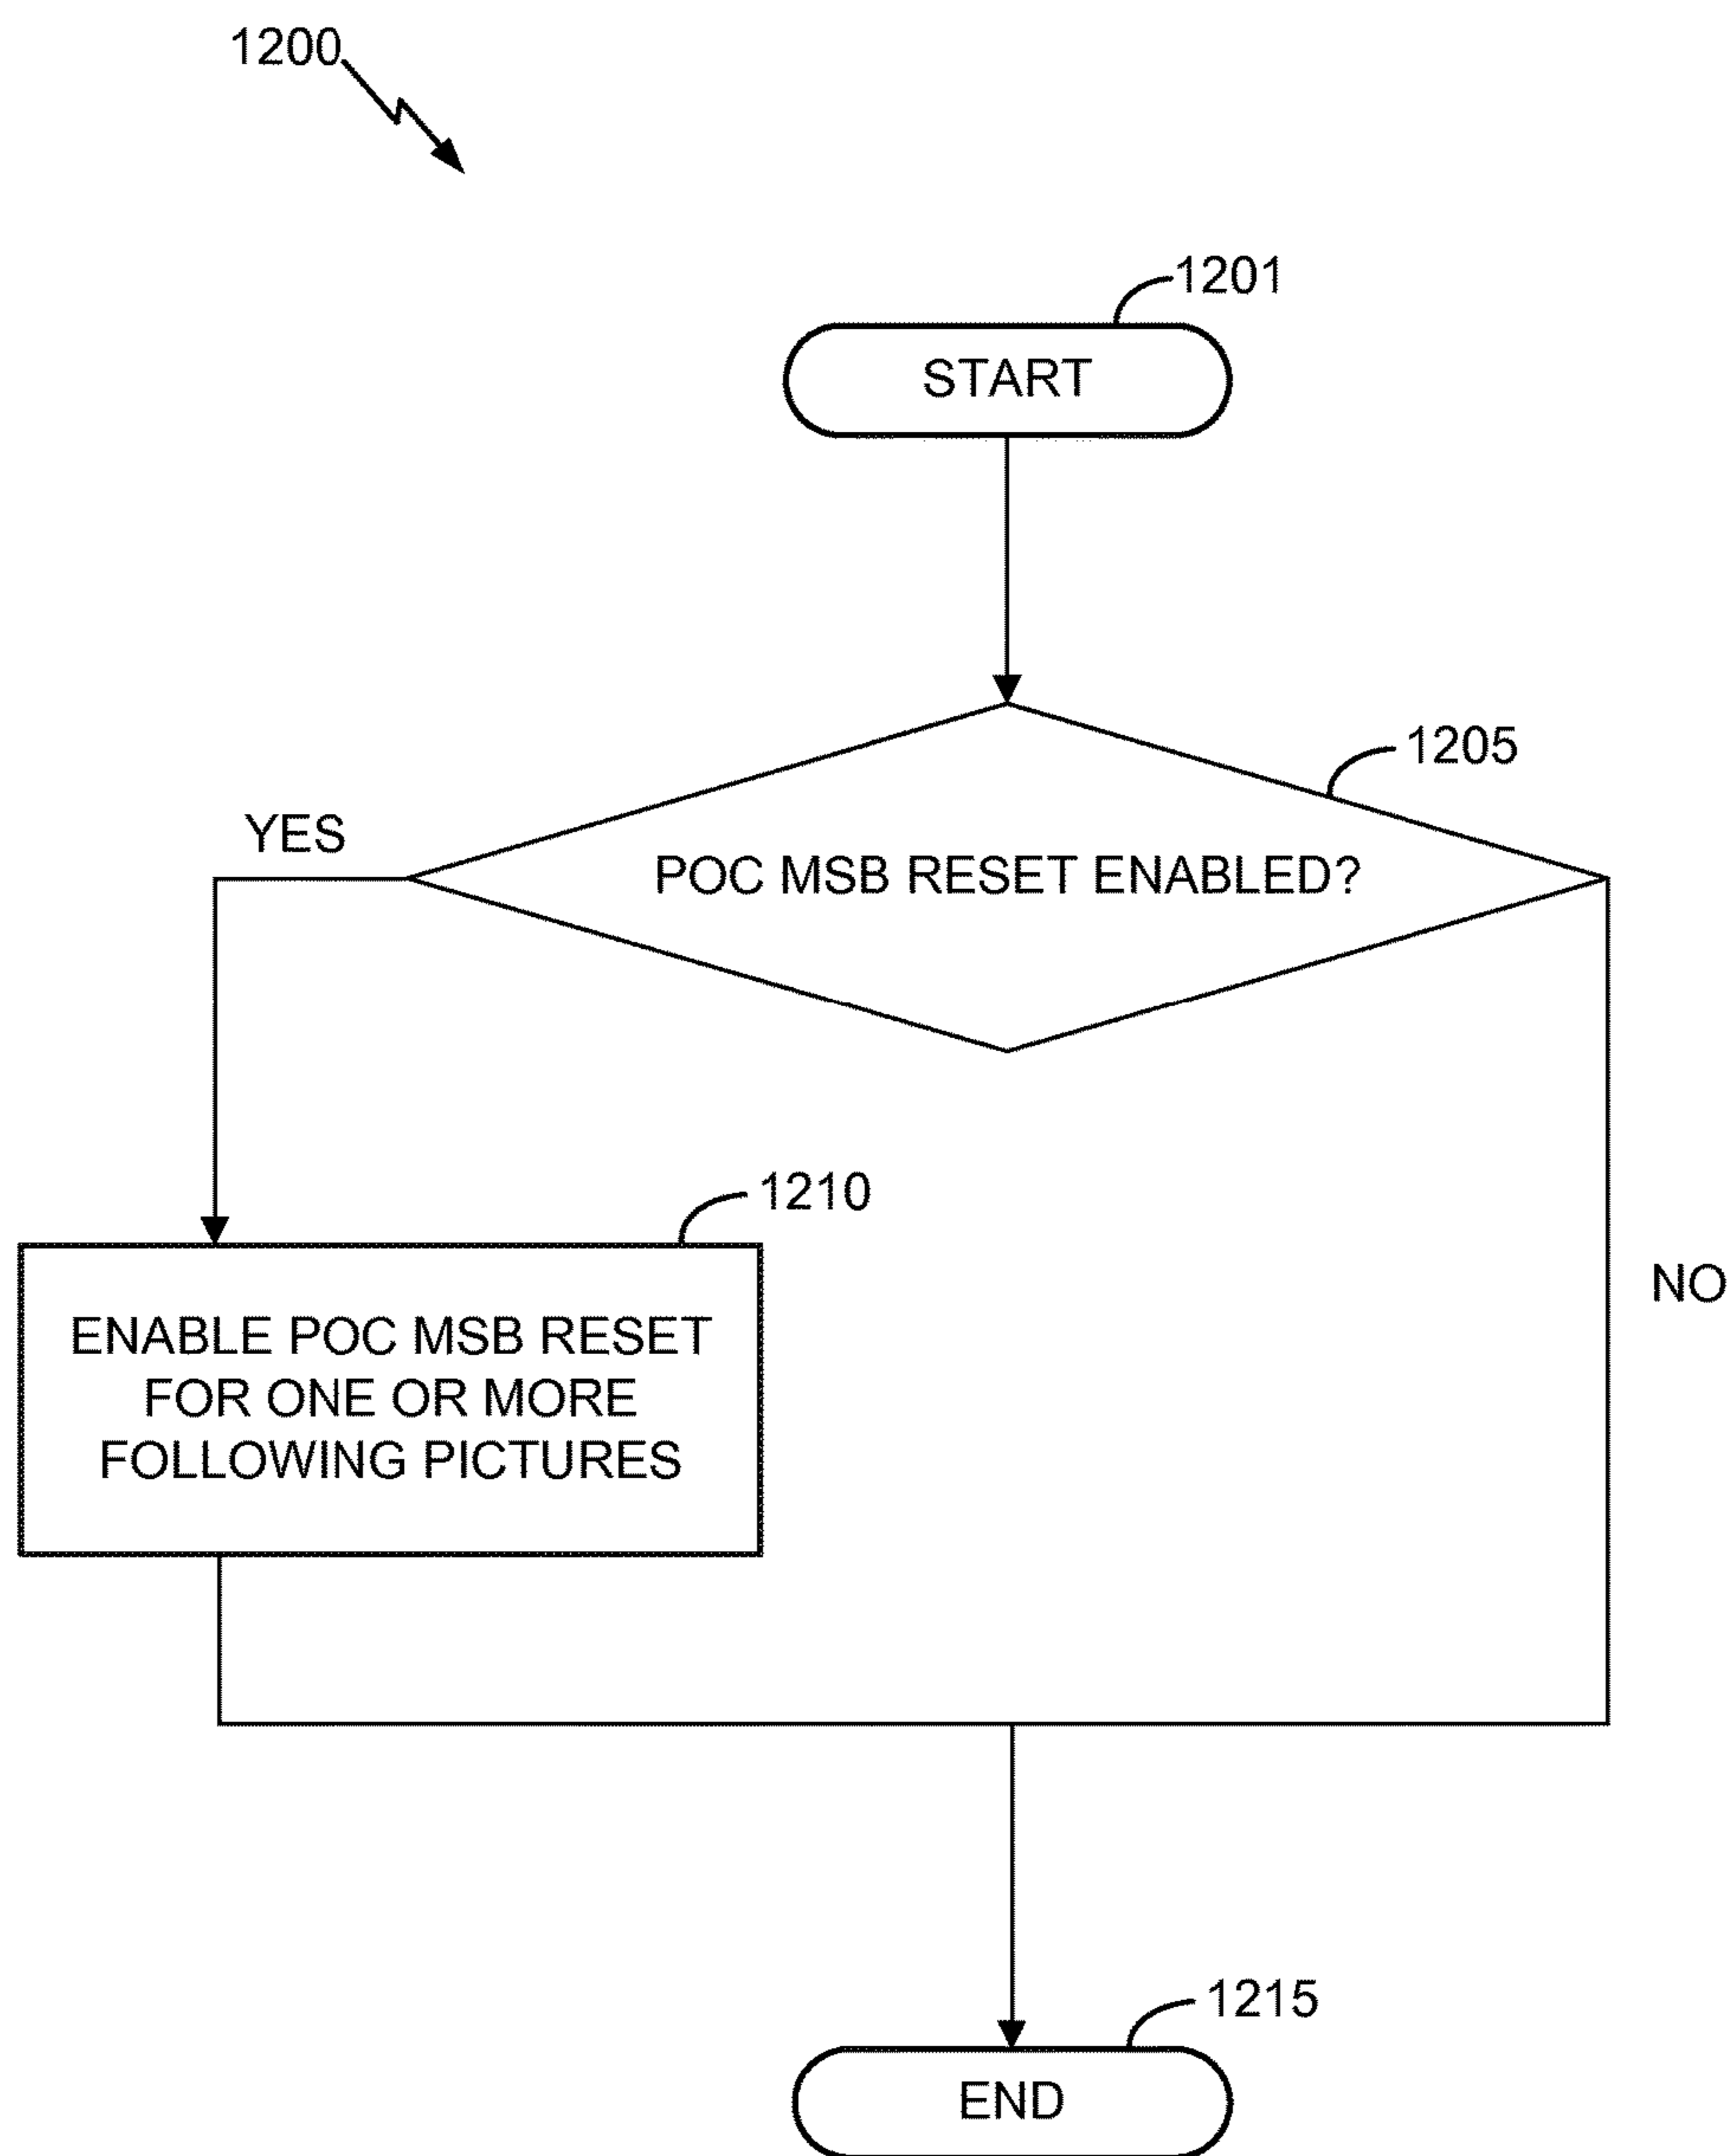 1200
1201
START
1205
YES
POC MSB RESET ENABLED?
1210
NO
ENABLE POC MSB RESET
FOR ONE OR MORE
FOLLOWING PICTURES
1215
END